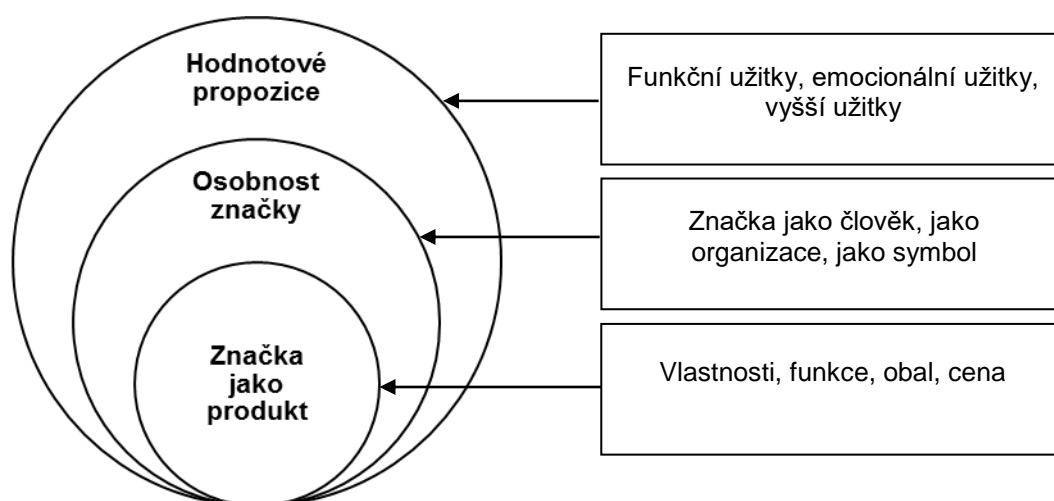 Hodnotové
propozice
Funkční užitky, emocionální užitky,
vyšší užitky
Osobnost
značky
Značka jako člověk, jako
organizace, jako symbol
Značka
jako
produkt
Vlastnosti, funkce, obal, cena